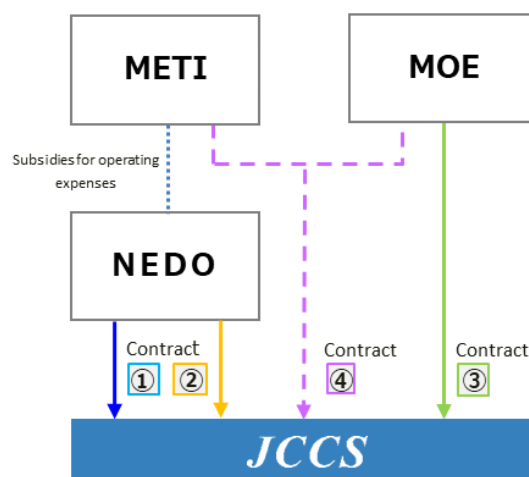 METI
MOE
Subsidies for operating
expenses
NEDO
Contract
① ②
Contract
④
Contract
③
JCCS